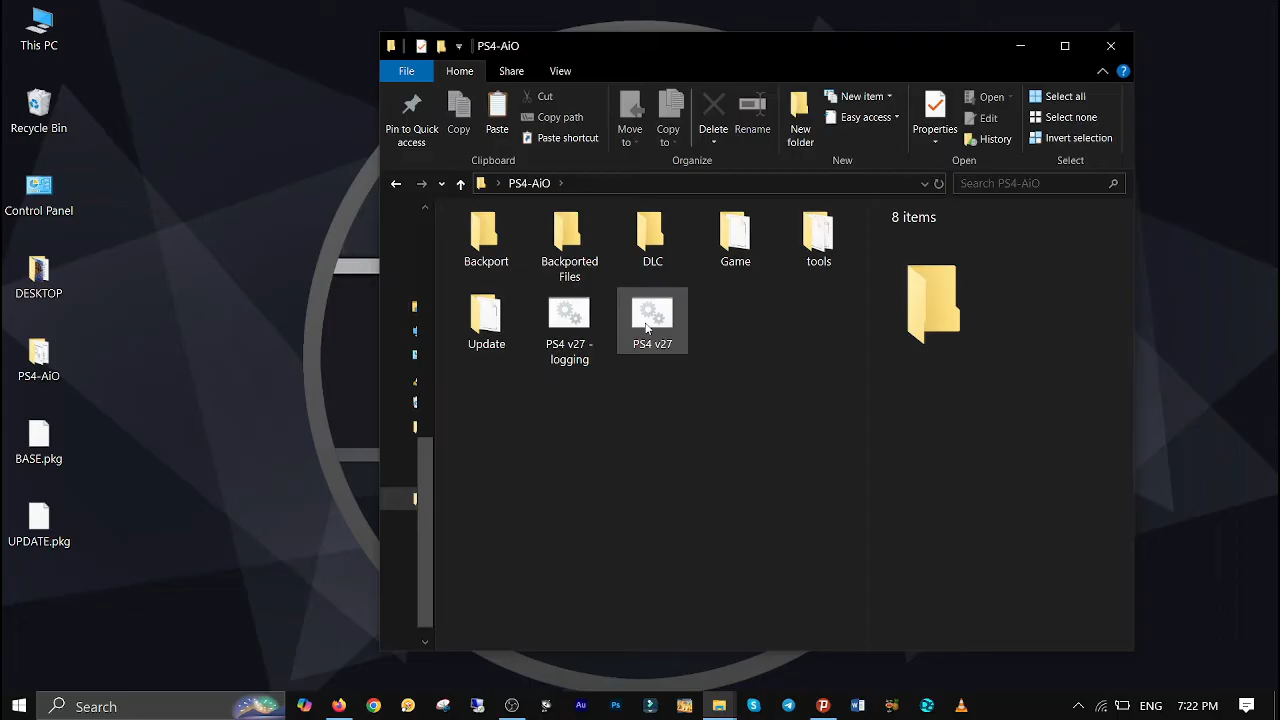 This PC
Recycle Bin
Control Panel
DESKTOP
PS4-AiO
BASE.pkg
UPDATE.pkg
PS4-AiO
File
Home
Share
View
Pin to Quick
access
Copy
Paste
Cut
Copy path
Paste shortcut
Clipboard
Move
to
Copy
to
Delete
Rename
Organize
New
folder
New item
Easy access
New
Properties
Open
Edit
History
Open
Select all
Select none
Invert selection
Select
PS4-AiO
Search PS4-AiO
Backport
Backported
Files
DLC
Game
tools
Update
PS4 v27 -
logging
PS4 v27
8 items
Search
Au
Ps
ENG
7:22 PM